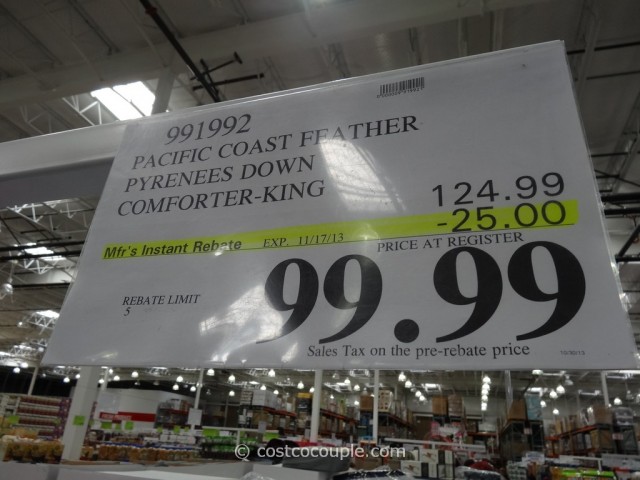 991992
PACIFIC COAST FEATHER
PYRENEES DOWN
COMFORTER-KING
124.99
-25.00
Mfr's Instant Rebate EXP. 11/17/13
PRICE AT REGISTER
99.99
REBATE LIMIT
5
Sales Tax on the pre-rebate price
© costcocouple.com